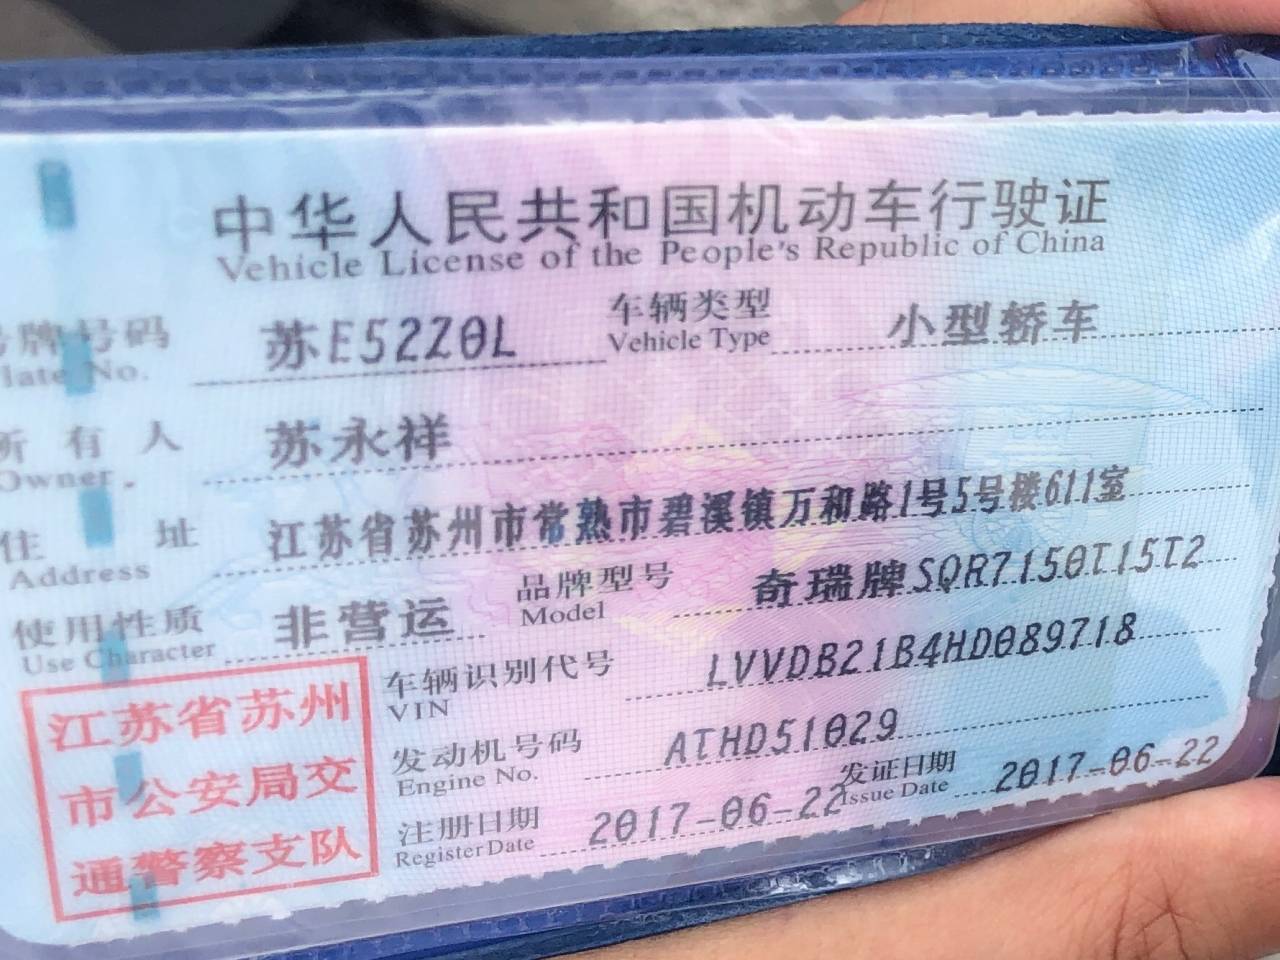 中华人民共和国机动车行驶证
Vehicle License of the People's Republic of China
号牌号码 苏E52Z0L 车辆类型 小型轿车
Plate No. Vehicle Type
所有人 苏永祥
Owner
住址 江苏省苏州市常熟市碧溪镇万和路1号5号楼611室
Address
使用性质 非营运 品牌型号 奇瑞牌SQR7150T15T2
Use Character Model
江苏省苏州
市公安局交
通警察支队
车辆识别代号 LVVDB21B4HD089718
VIN
发动机号码 ATHD51029
Engine No.
注册日期 2017-06-22 发证日期 2017-06-22
Register Date Issue Date